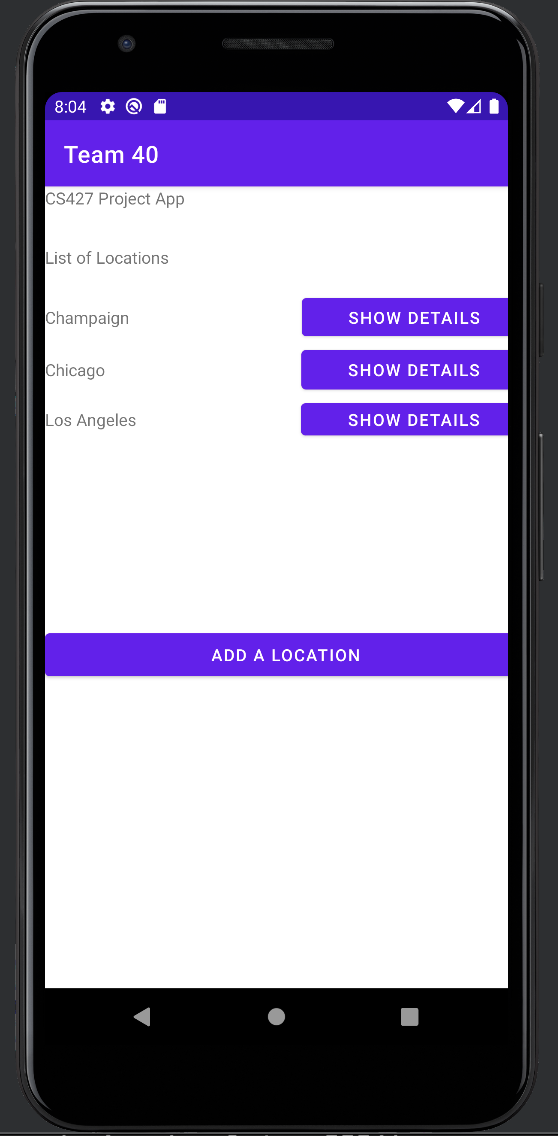 8:04
Team 40
CS427 Project App
List of Locations
Champaign SHOW DETAILS
Chicago SHOW DETAILS
Los Angeles SHOW DETAILS
ADD A LOCATION